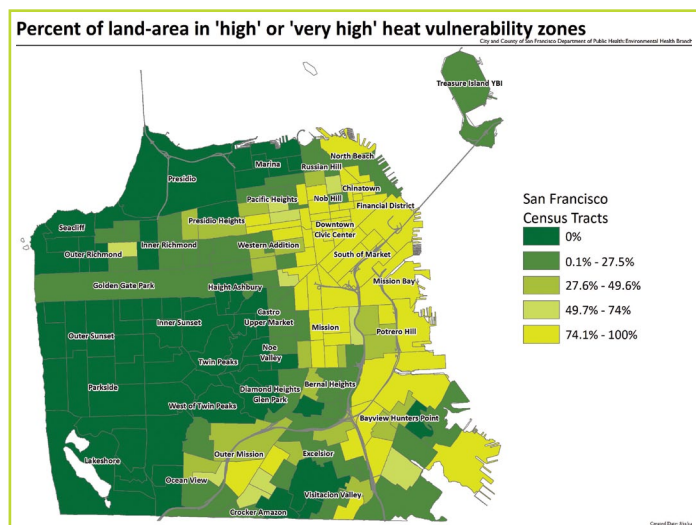 Percent of land-area in 'high' or 'very high' heat vulnerability zones
City and County of San Francisco Department of Public Health:Environmental Health Branch
Treasure Island YBI
North Beach
Marina
Russian Hill
Presidio
Chinatown
Pacific Heights
Nob Hill
Financial District
Presidio Heights
Seacliff
Downtown
Civic Center
Inner Richmond
Western Addition
Outer Richmond
South of Market
Mission Bay
Golden Gate Park
Haight Ashbury
Castro
Upper Market
Inner Sunset
Mission
Potrero Hill
Outer Sunset
Noe
Valley
Twin Peaks
Parkside
Diamond Heights
Glen Park
Bernal Heights
West of Twin Peaks
Bayview Hunters Point
Outer Mission
Excelsior
Lakeshore
Ocean View
Visitacion Valley
Crocker Amazon
San Francisco
Census Tracts
0%
0.1% - 27.5%
27.6% - 49.6%
49.7% - 74%
74.1% - 100%